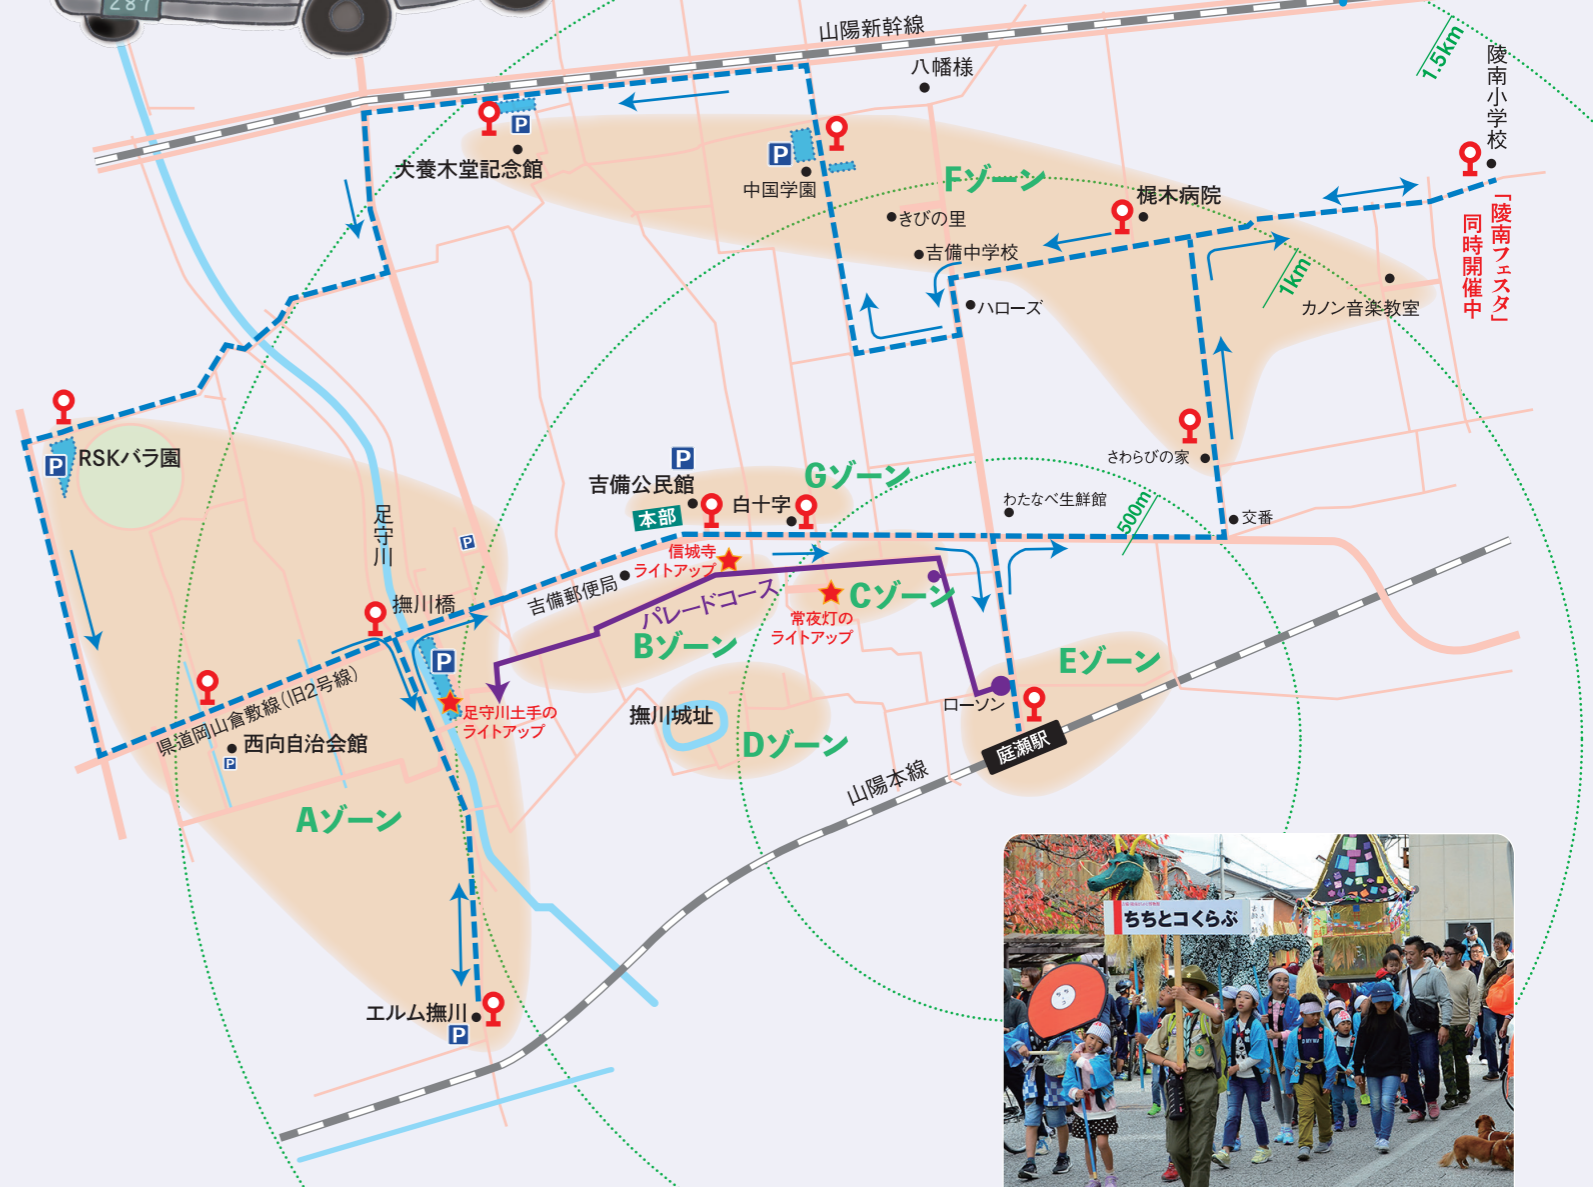 287
山陽新幹線
八幡様
1.5km
陵南小学校
P
犬養木堂記念館
P
中国学園
Fゾーン
梶木病院
「陵南フェスタ」
同時開催中
きびの里
吉備中学校
1km
ハローズ
カノン音楽教室
P
RSKバラ園
P
吉備公民館
本部
白十字
Gゾーン
さわらびの家
わたなべ生鮮館
500m
交番
足守川
P
信城寺
ライトアップ
吉備郵便局
パレードコース
Cゾーン
常夜灯の
ライトアップ
撫川橋
Bゾーン
P
Eゾーン
県道岡山倉敷線(旧2号線)
足守川土手の
ライトアップ
撫川城址
ローソン
西向自治会館
P
Dゾーン
庭瀬駅
山陽本線
Aゾーン
ちちとコくらぶ
エルム撫川
P